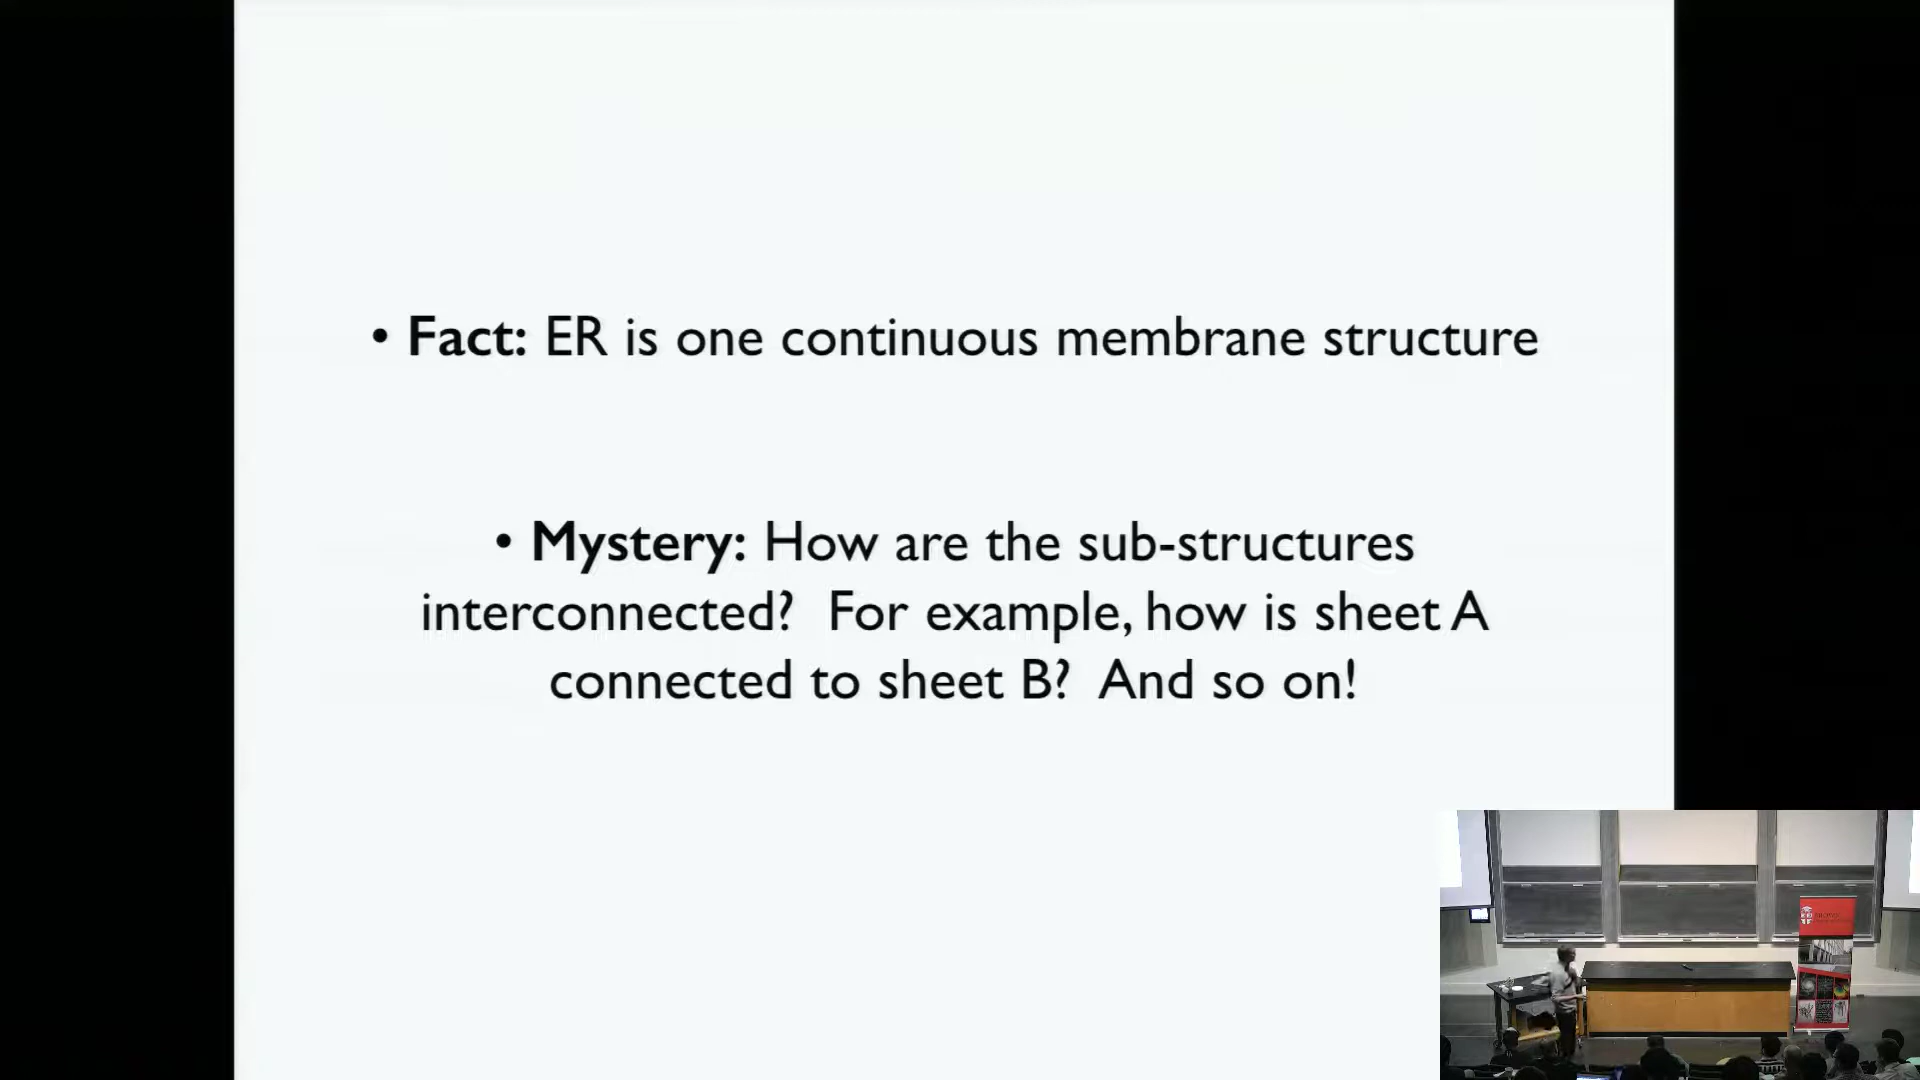 • Fact: ER is one continuous membrane structure
• Mystery: How are the sub-structures
interconnected? For example, how is sheet A
connected to sheet B? And so on!